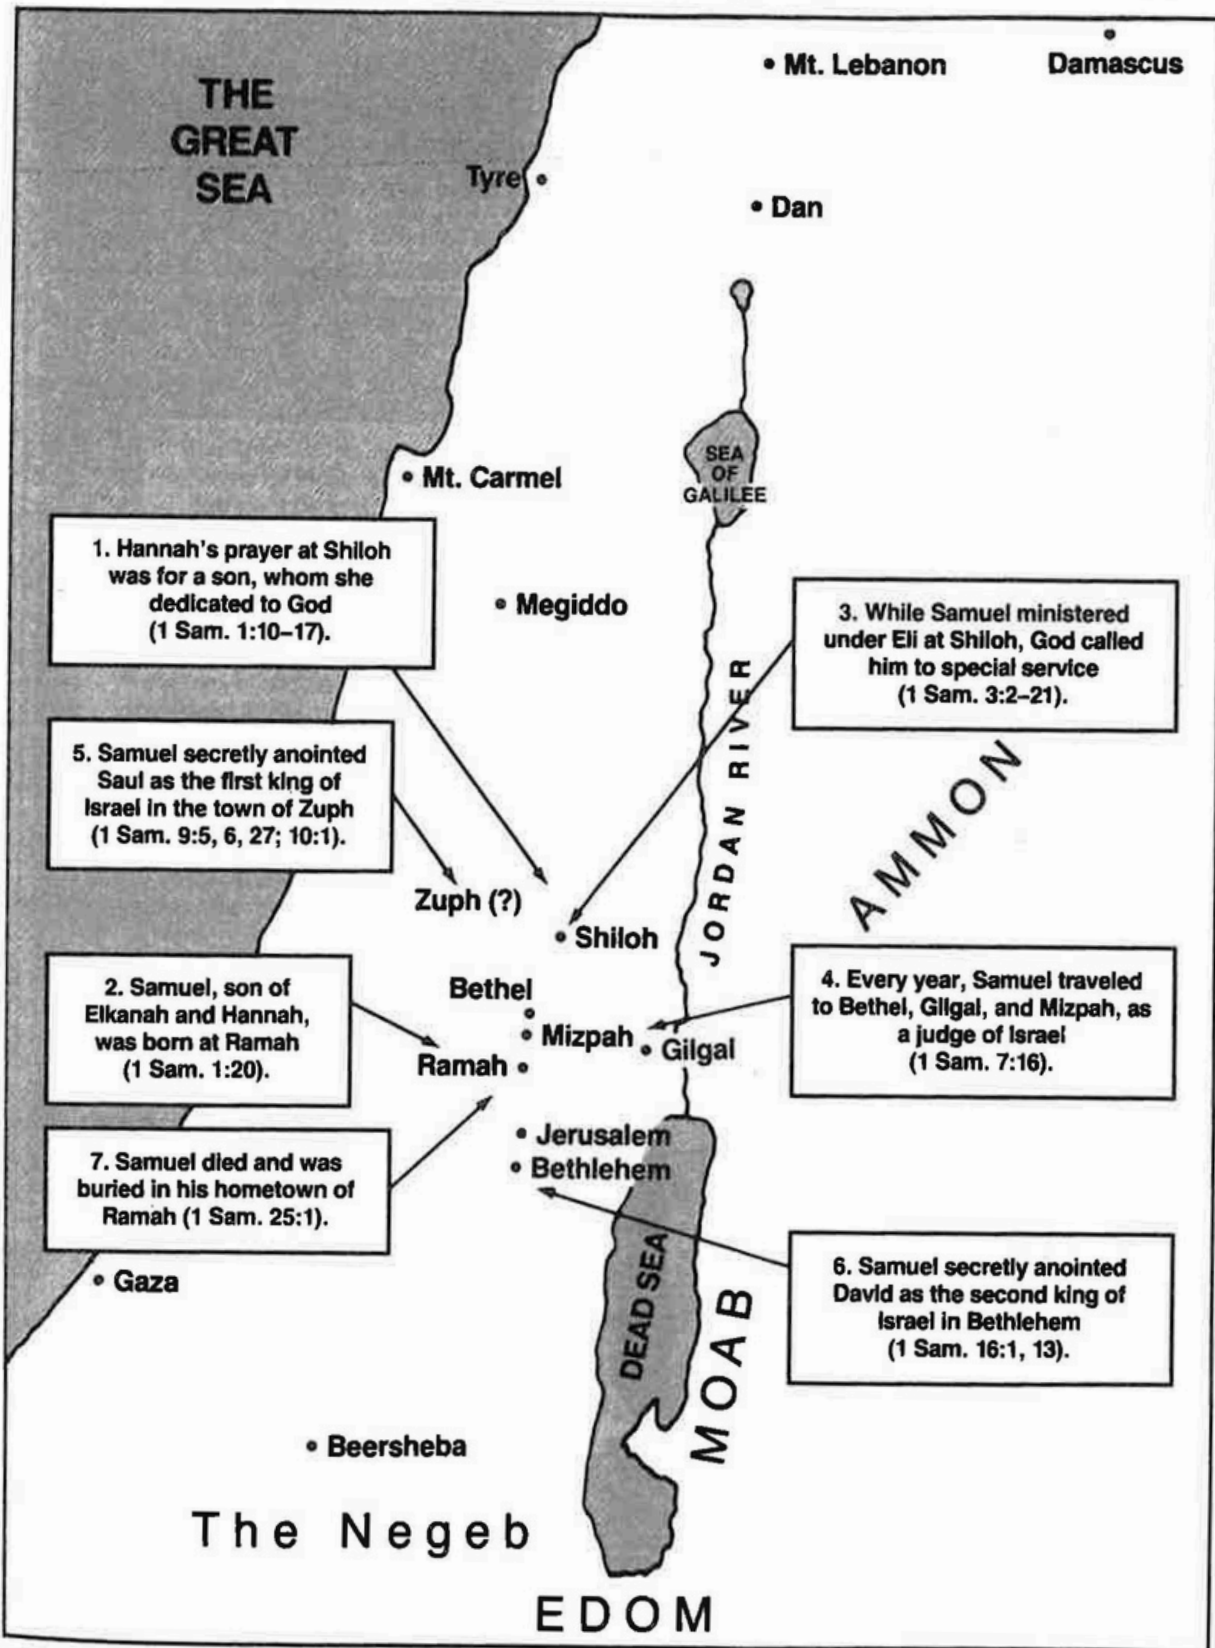 THE
GREAT
SEA
Mt. Lebanon
Damascus
Tyre
Dan
SEA
OF
GALILEE
Mt. Carmel
1. Hannah's prayer at Shiloh
was for a son, whom she
dedicated to God
(1 Sam. 1:10–17).
Megiddo
3. While Samuel ministered
under Eli at Shiloh, God called
him to special service
(1 Sam. 3:2–21).
JORDAN RIVER
5. Samuel secretly anointed
Saul as the first king of
Israel in the town of Zuph
(1 Sam. 9:5, 6, 27; 10:1).
AMMON
Zuph (?)
Shiloh
2. Samuel, son of
Elkanah and Hannah,
was born at Ramah
(1 Sam. 1:20).
Bethel
Mizpah
Gilgal
Ramah
4. Every year, Samuel traveled
to Bethel, Gilgal, and Mizpah, as
a judge of Israel
(1 Sam. 7:16).
Jerusalem
Bethlehem
7. Samuel died and was
buried in his hometown of
Ramah (1 Sam. 25:1).
Gaza
DEAD SEA
MOAB
6. Samuel secretly anointed
David as the second king of
Israel in Bethlehem
(1 Sam. 16:1, 13).
Beersheba
The Negeb
EDOM